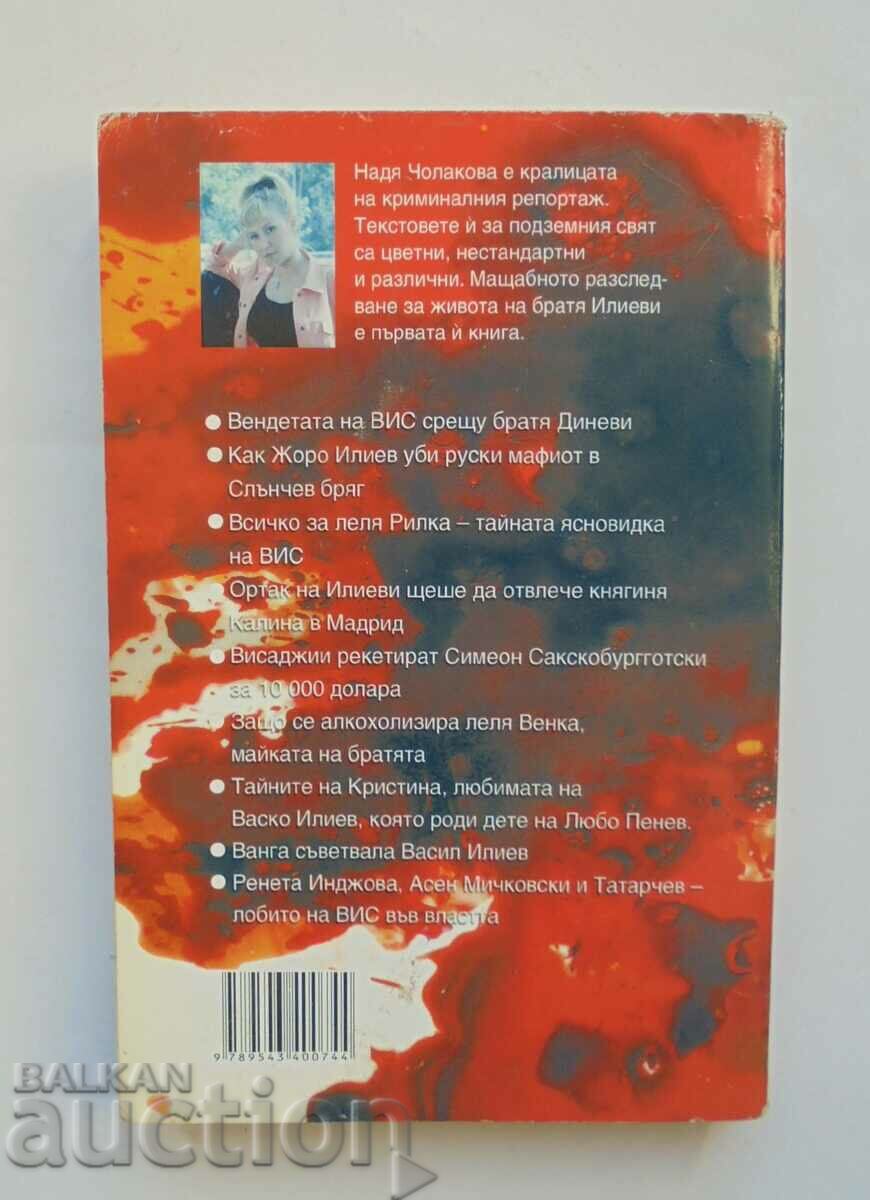 Надя Чолакова е кралицата
на криминалния репортаж.
Текстовете ѝ за подземния свят
са цветни, нестандартни
и различни. Мащабното разслед-
ване за живота на братя Илиеви
е първата ѝ книга.
● Вендетата на ВИС срещу братя Диневи
● Как Жоро Илиев уби руски мафиот в
Слънчев бряг
● Всичко за леля Рилка – тайната ясновидка
на ВИС
● Ортак на Илиеви щеше да отвлече княгиня
Калина в Мадрид
● Висаджии рекетират Симеон Сакскобургготски
за 10 000 долара
● Защо се алкохолизира леля Венка,
майката на братята
● Тайните на Кристина, любимата на
Васко Илиев, която роди дете на Любо Пенев.
● Ванга съветвала Васил Илиев
● Ренета Инджова, Асен Мичковски и Татарчев –
лобито на ВИС във властта
9 789543 400744
BALKAN
auction